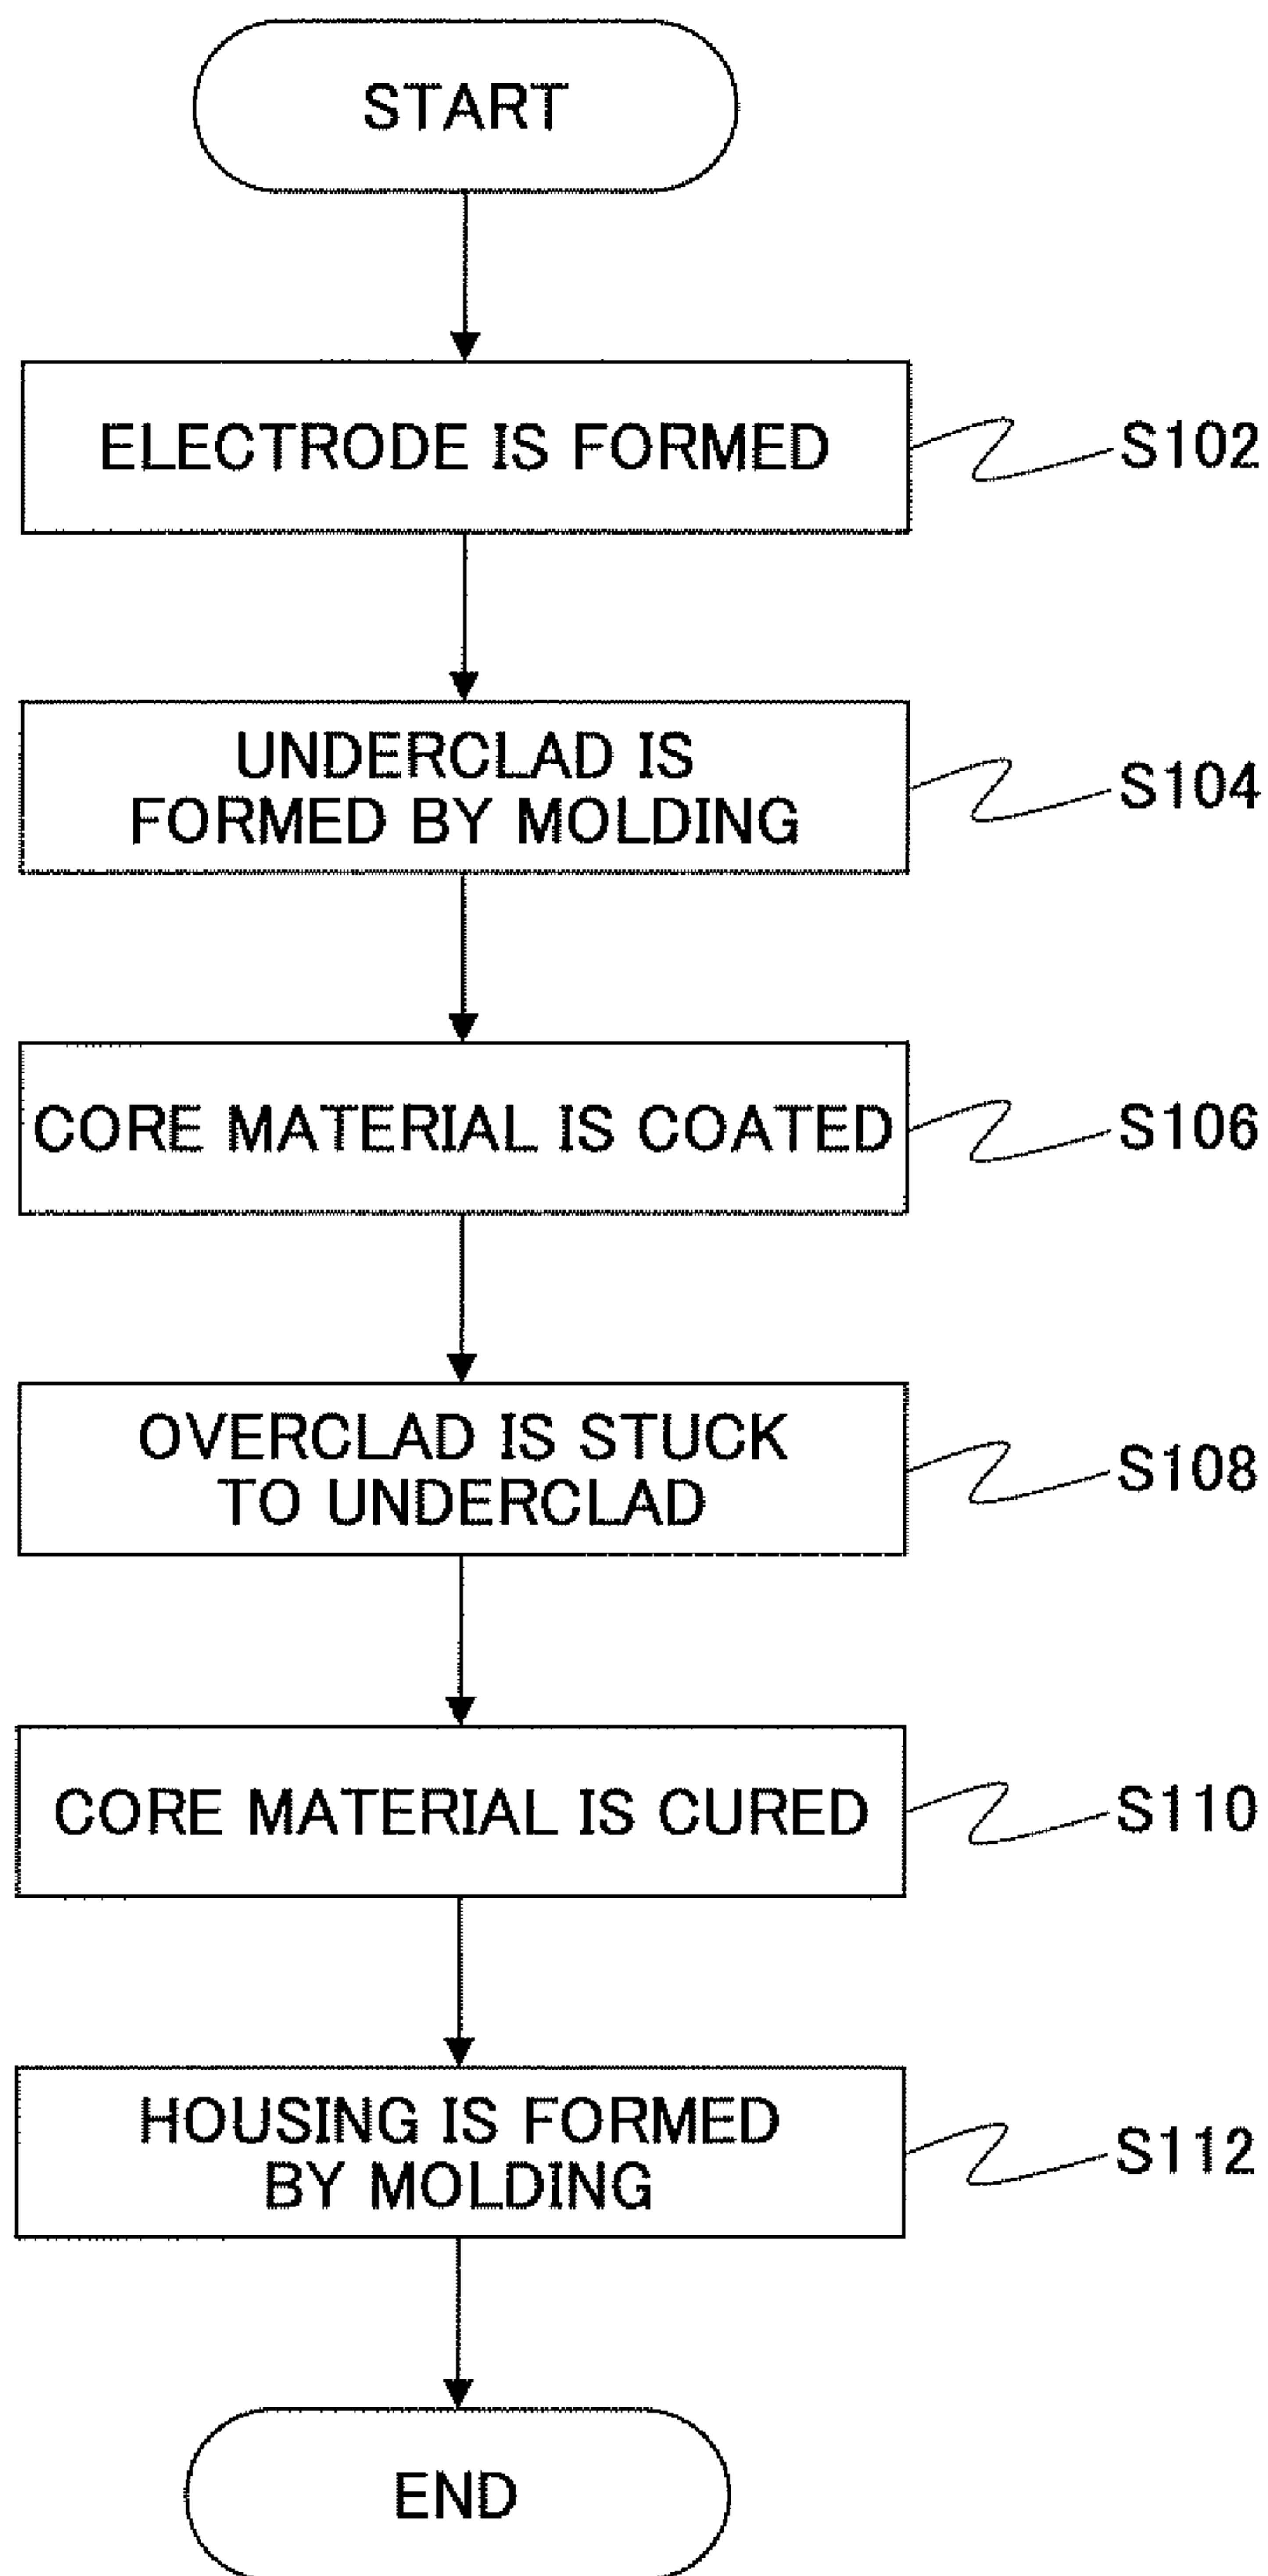 START
ELECTRODE IS FORMED
S102
UNDERCLAD IS
FORMED BY MOLDING
S104
CORE MATERIAL IS COATED
S106
OVERCLAD IS STUCK
TO UNDERCLAD
S108
CORE MATERIAL IS CURED
S110
HOUSING IS FORMED
BY MOLDING
S112
END